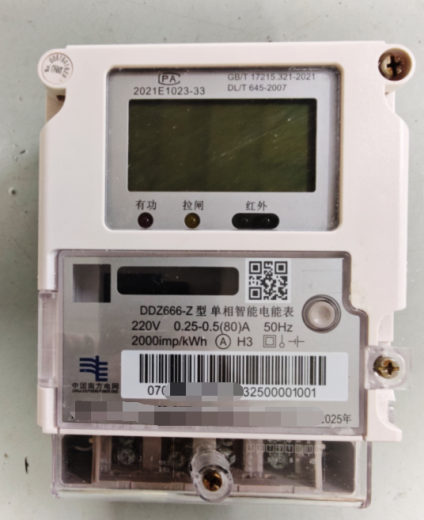 PA
2021E1023-33
GB/T 17215.321-2021
DL/T 645-2007
有功 拉闸 红外
DDZ666-Z 型 单相智能电能表
220V 0.25-0.5(80)A 50Hz
2000imp/kWh A H3
中国南方电网
32500001001
2025年